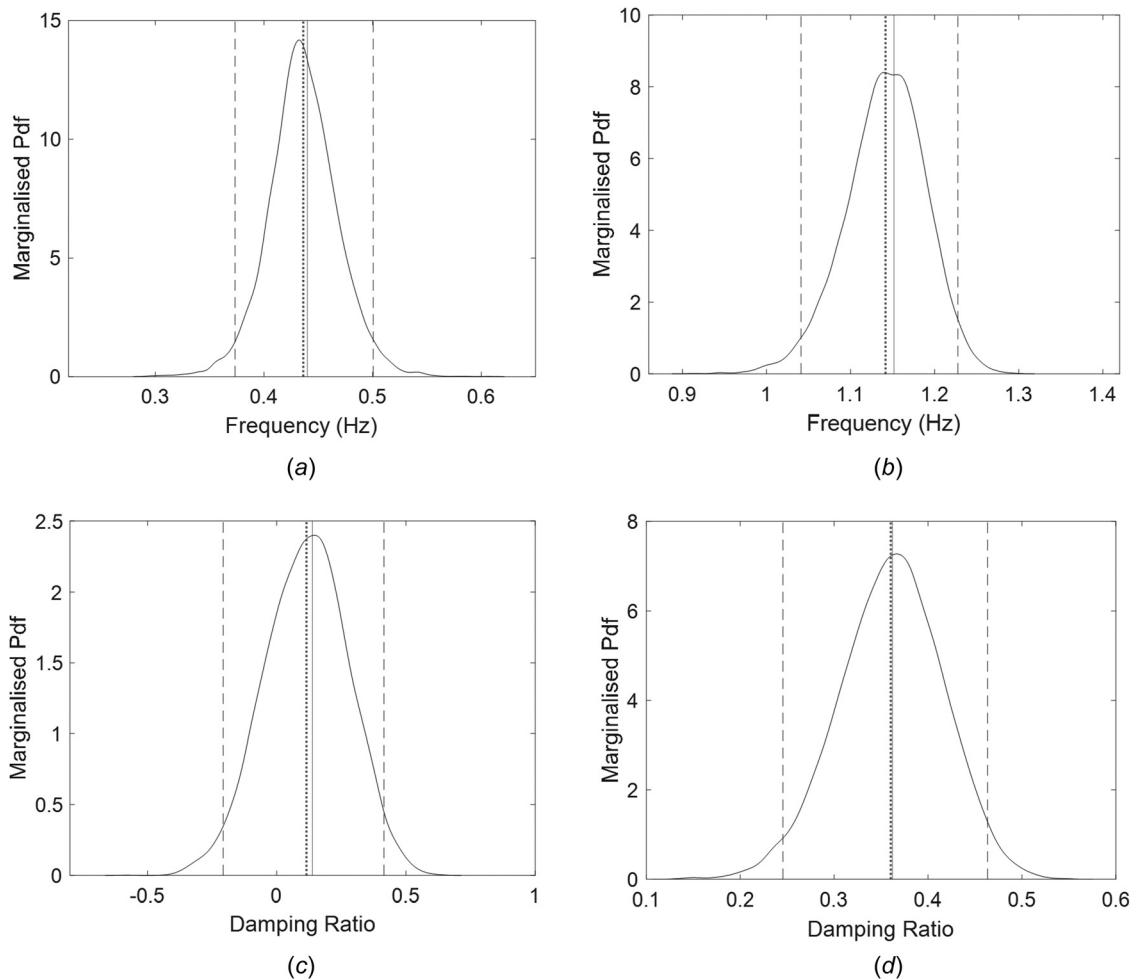 15
10
5
0
Marginalised Pdf
0.3 0.4 0.5 0.6
Frequency (Hz)
(a)
10
8
6
4
2
0
Marginalised Pdf
0.9 1 1.1 1.2 1.3 1.4
Frequency (Hz)
(b)
2.5
2
1.5
1
0.5
0
Marginalised Pdf
-0.5 0 0.5 1
Damping Ratio
(c)
8
6
4
2
0
Marginalised Pdf
0.1 0.2 0.3 0.4 0.5 0.6
Damping Ratio
(d)